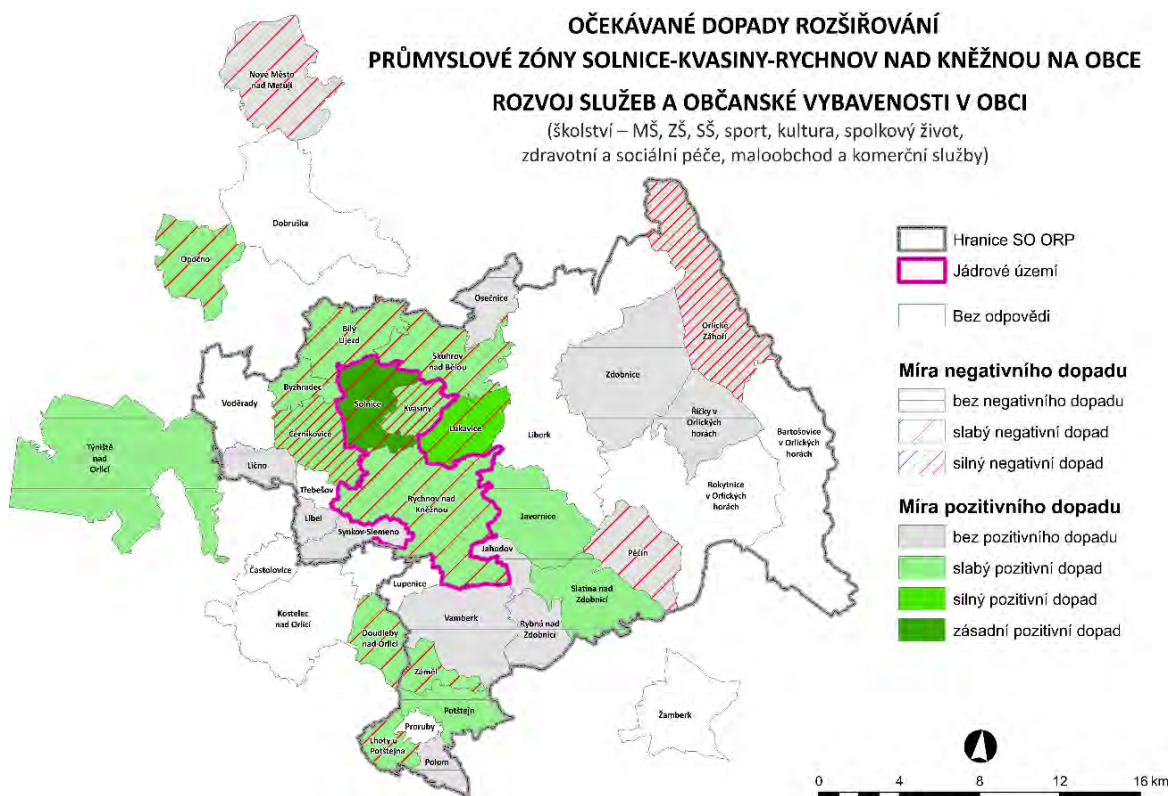 OČEKÁVANÉ DOPADY ROZŠIŘOVÁNÍ
PRŮMYSLOVÉ ZÓNY SOLNICE-KVASINY-RYCHNOV NAD KNĚŽNOU NA OBCE
ROZVOJ SLUŽEB A OBČANSKÉ VYBAVENOSTI V OBCI
(školství – MŠ, ZŠ, SŠ, sport, kultura, spolkový život,
zdravotní a sociální péče, maloobchod a komerční služby)
Nové Město
nad Metují
Dobruška
Opočno
Osečnice
Bílý
Újezd
Skuhrov
nad Bělou
Orlické
Záhoří
Zdobnice
Byzhradec
Solnice
Kvasiny
Voděrady
Lukavice
Říčky v
Orlických
horách
Černíkovice
Liberk
Bartošovice
v Orlických
horách
Týniště
nad
Orlicí
Lično
Třebešov
Rychnov nad
Kněžnou
Rokytnice
v Orlických
horách
Libel
Javornice
Synkov-Slemeno
Jahodov
Pěčín
Častolovice
Lupenice
Slatina nad
Zdobnicí
Kostelec
nad Orlicí
Vamberk
Rybná nad
Zdobnicí
Doudleby
nad Orlicí
Záměl
Potštejn
Žamberk
Proruby
Lhoty u
Potštejna
Polom
Hranice SO ORP
Jádrové území
Bez odpovědi
Míra negativního dopadu
bez negativního dopadu
slabý negativní dopad
silný negativní dopad
Míra pozitivního dopadu
bez pozitivního dopadu
slabý pozitivní dopad
silný pozitivní dopad
zásadní pozitivní dopad
0 4 8 12 16 km